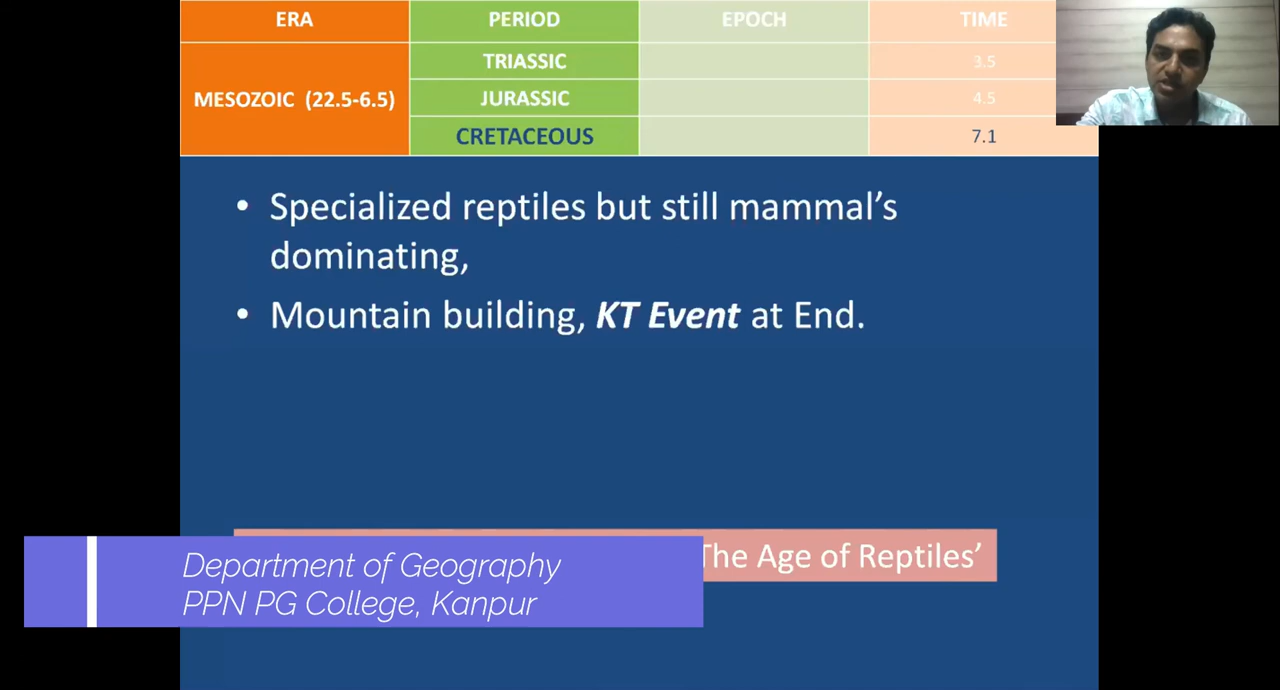 ERA PERIOD EPOCH TIME
TRIASSIC 3.5
MESOZOIC (22.5-6.5) JURASSIC 4.5
CRETACEOUS 7.1
• Specialized reptiles but still mammal's
dominating,
• Mountain building, KT Event at End.
The Age of Reptiles’
Department of Geography
PPN PG College, Kanpur